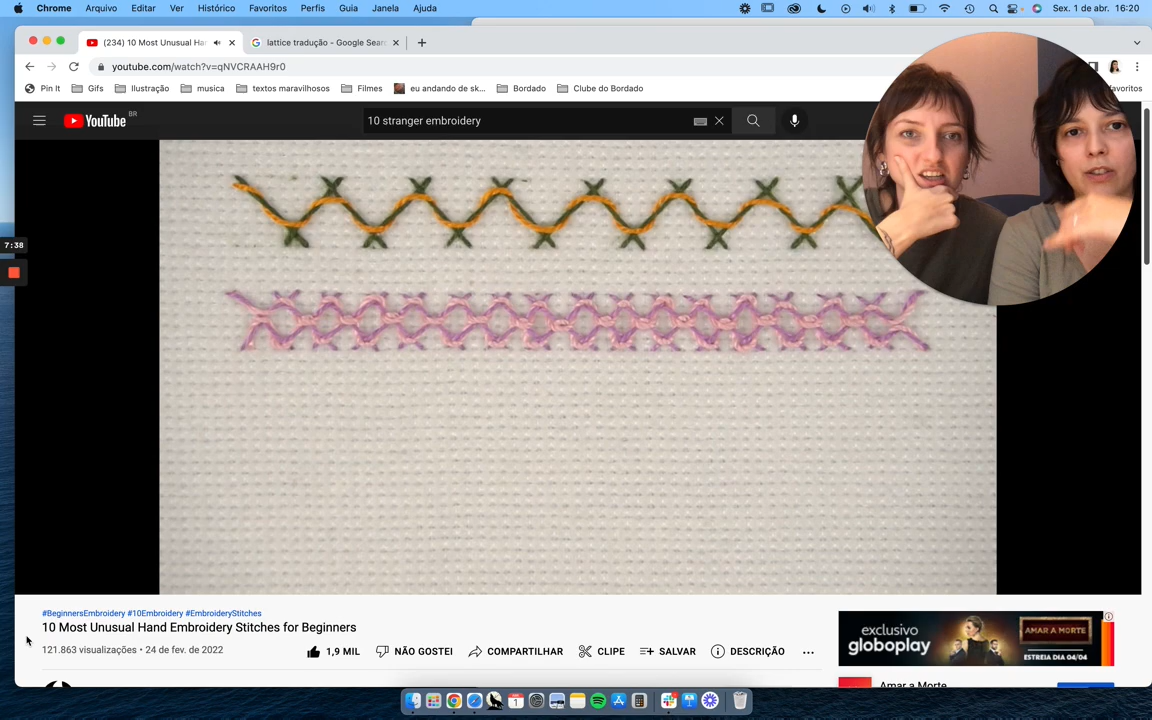 Chrome Arquivo Editar Ver Histórico Favoritos Perfis Guia Janela Ajuda Sex. 1 de abr. 16:20
(234) 10 Most Unusual Ha
lattice tradução - Google Sear
youtube.com/watch?v=qNVCRAAH9r0
Pin It Gifs Ilustração musica textos maravilhosos Filmes eu andando de sk... Bordado Clube do Bordado favoritos
YouTube BR
10 stranger embroidery
7:38
#BeginnersEmbroidery #10Embroidery #EmbroideryStitches
10 Most Unusual Hand Embroidery Stitches for Beginners
121.863 visualizações • 24 de fev. de 2022
1,9 MIL NÃO GOSTEI COMPARTILHAR CLIPE SALVAR DESCRIÇÃO ...
exclusivo
globoplay
AMAR A MORTE
ESTREIA DIA 04/04
Amar a Morte